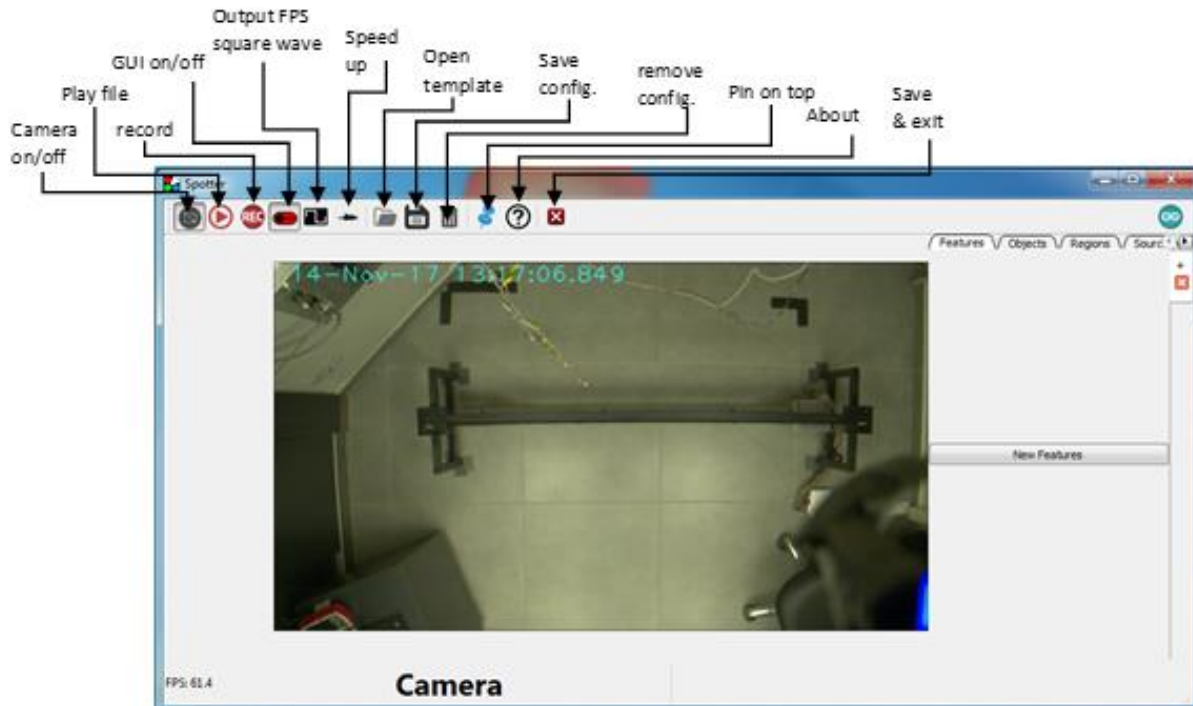 Output FPS
square wave
Speed
up
GUI on/off
Open
template
Save
config.
remove
config.
Pin on top
About
Save
& exit
Play file
Camera
on/off
record
Spotter
REC
?
Features
Objects
Regions
Sourc
14-Nov-17 13:17:06.849
New Features
FPS: 61.4
Camera